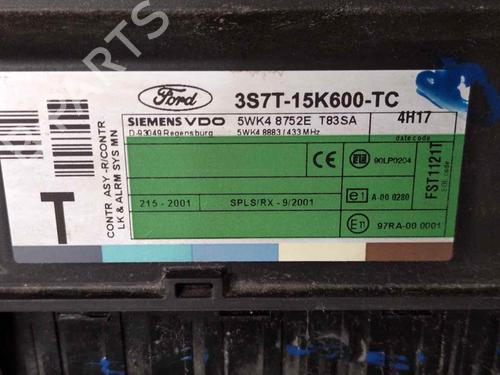 Ford
3S7T-15K600-TC
SIEMENS VDO 5WK4 8752E T83SA 4H17
D-93049 Regensburg 5WK4 8883 / 433 MHz date code
CONTR ASY -R/CONTR
LK & ALRM SYS MN
T
CE
90LP0204
e1 A-00 0280
215 - 2001 SPLS/RX - 9/2001
E11 97RA-00 0001
FST1121T